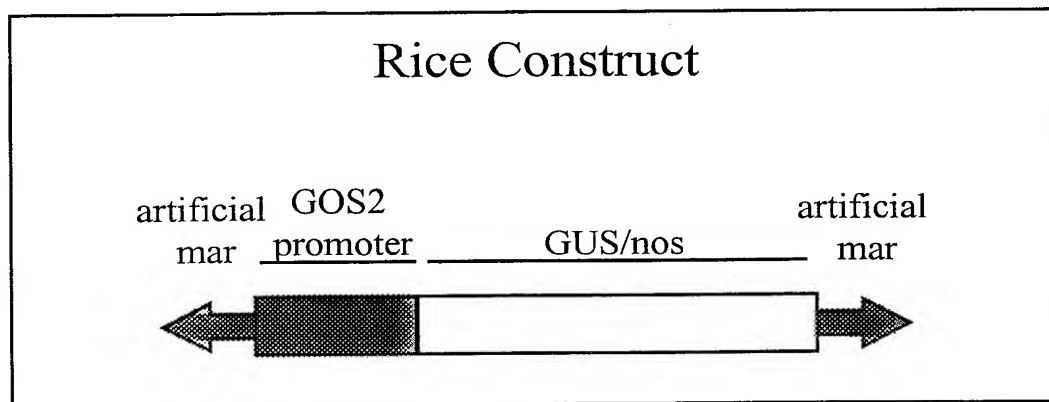 Rice Construct
artificial
mar
GOS2
promoter
GUS/nos
artificial
mar